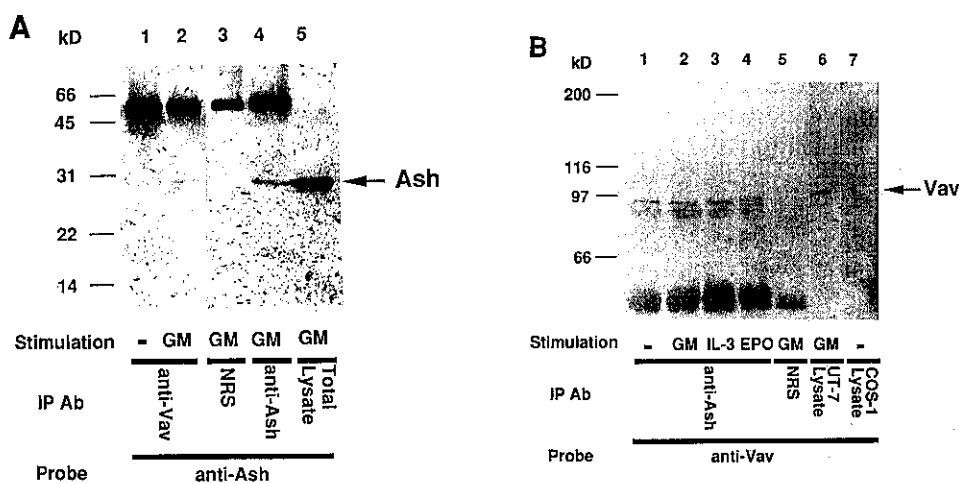 A
kD 1 2 3 4 5
66
45
31
22
14
Ash
Stimulation - GM GM GM GM
IP Ab anti-Vav NRS anti-Ash Total Lysate
Probe anti-Ash
B
kD 1 2 3 4 5 6 7
200
116
97
66
Vav
Stimulation - GM IL-3 EPO GM GM -
IP Ab anti-Ash NRS UT-7 Lysate COS-1 Lysate
Probe anti-Vav